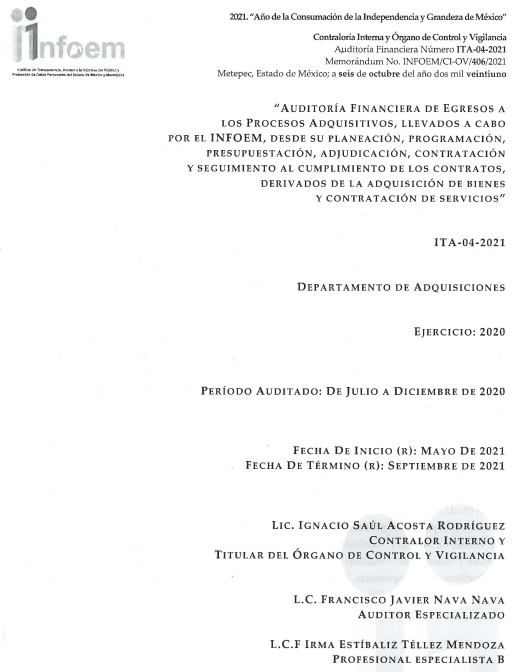 infoem
Instituto de Transparencia, Acceso a la Información Pública y
Protección de Datos Personales del Estado de México y Municipios
2021. “Año de la Consumación de la Independencia y Grandeza de México”
Contraloría Interna y Órgano de Control y Vigilancia
Auditoría Financiera Número ITA-04-2021
Memorándum No. INFOEM/CI-OV/406/2021
Metepec, Estado de México; a seis de octubre del año dos mil veintiuno
“AUDITORÍA FINANCIERA DE EGRESOS A
LOS PROCESOS ADQUISITIVOS, LLEVADOS A CABO
POR EL INFOEM, DESDE SU PLANEACIÓN, PROGRAMACIÓN,
PRESUPUESTACIÓN, ADJUDICACIÓN, CONTRATACIÓN
Y SEGUIMIENTO AL CUMPLIMIENTO DE LOS CONTRATOS,
DERIVADOS DE LA ADQUISICIÓN DE BIENES
Y CONTRATACIÓN DE SERVICIOS”
ITA-04-2021
DEPARTAMENTO DE ADQUISICIONES
EJERCICIO: 2020
PERÍODO AUDITADO: DE JULIO A DICIEMBRE DE 2020
FECHA DE INICIO (R): MAYO DE 2021
FECHA DE TÉRMINO (R): SEPTIEMBRE DE 2021
LIC. IGNACIO SAÚL ACOSTA RODRÍGUEZ
CONTRALOR INTERNO Y
TITULAR DEL ÓRGANO DE CONTROL Y VIGILANCIA
L.C. FRANCISCO JAVIER NAVA NAVA
AUDITOR ESPECIALIZADO
L.C.F IRMA ESTÍBALIZ TÉLLEZ MENDOZA
PROFESIONAL ESPECIALISTA B